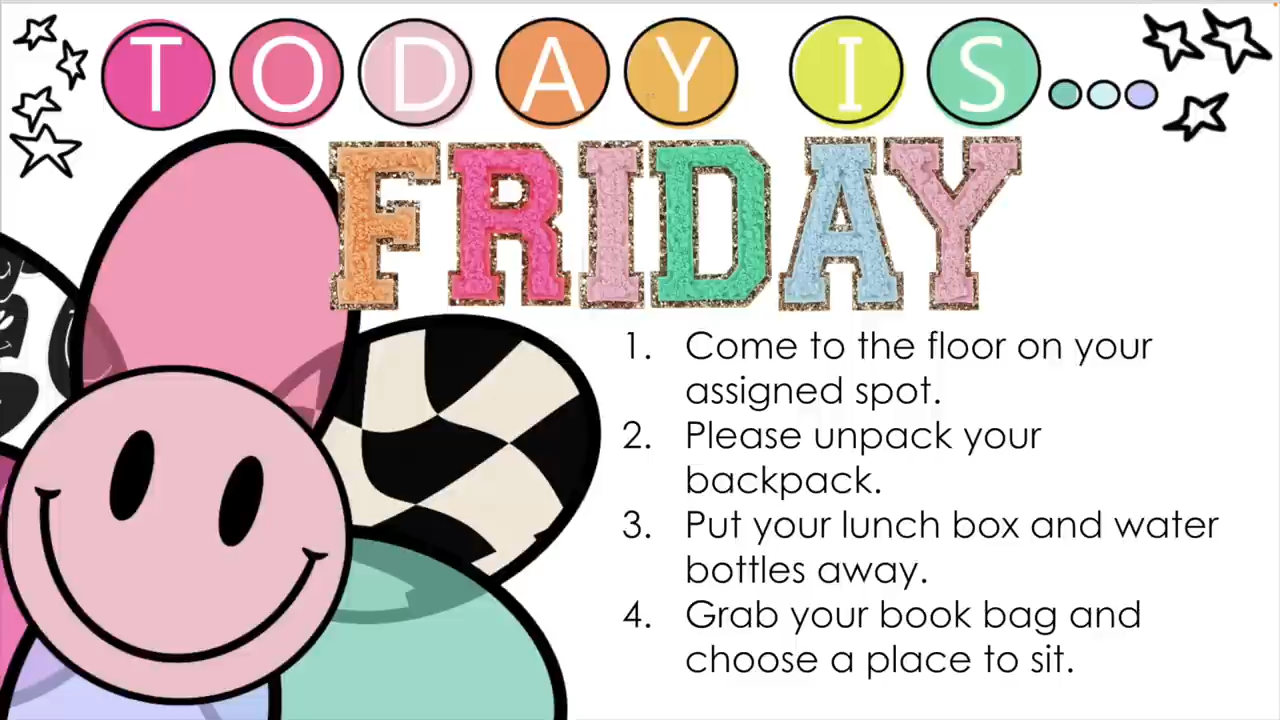 TODAY IS...
FRIDAY
1. Come to the floor on your
assigned spot.
2. Please unpack your
backpack.
3. Put your lunch box and water
bottles away.
4. Grab your book bag and
choose a place to sit.